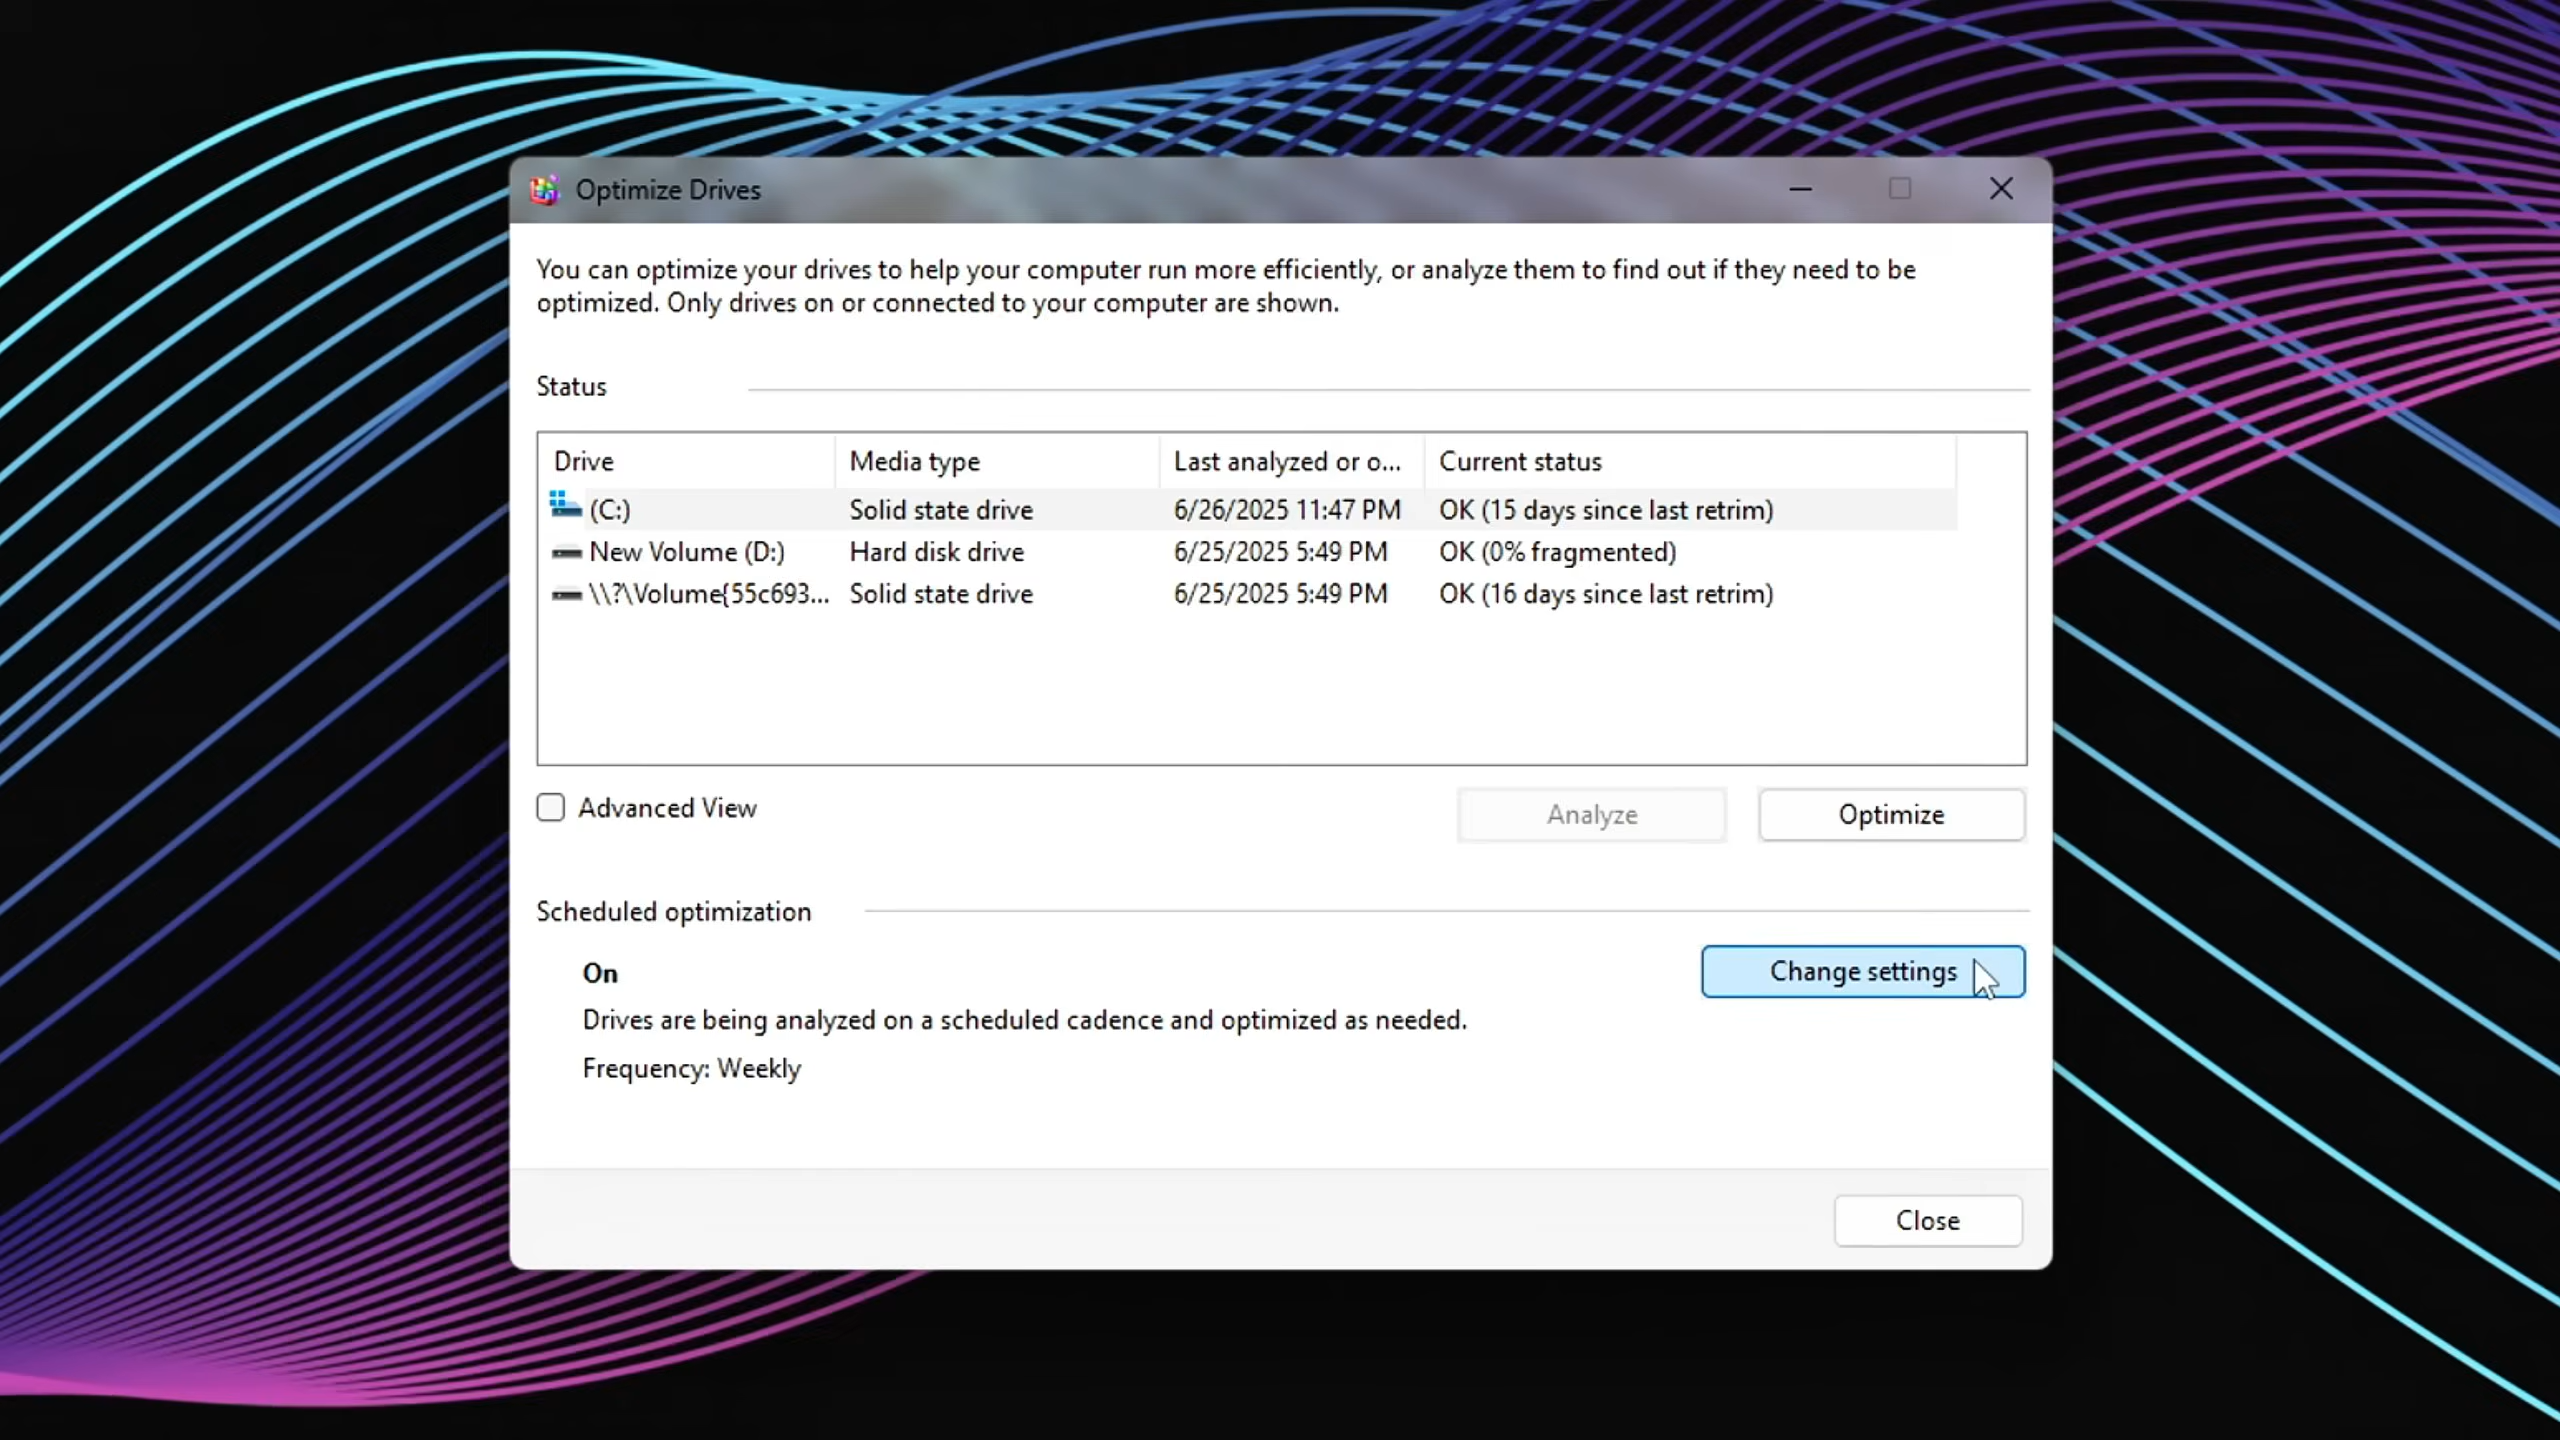 Optimize Drives
You can optimize your drives to help your computer run more efficiently, or analyze them to find out if they need to be
optimized. Only drives on or connected to your computer are shown.
Status
Drive Media type Last analyzed or o... Current status
(C:) Solid state drive 6/26/2025 11:47 PM OK (15 days since last retrim)
New Volume (D:) Hard disk drive 6/25/2025 5:49 PM OK (0% fragmented)
\\?\Volume{55c693... Solid state drive 6/25/2025 5:49 PM OK (16 days since last retrim)
Advanced View Analyze Optimize
Scheduled optimization
On Change settings
Drives are being analyzed on a scheduled cadence and optimized as needed.
Frequency: Weekly
Close